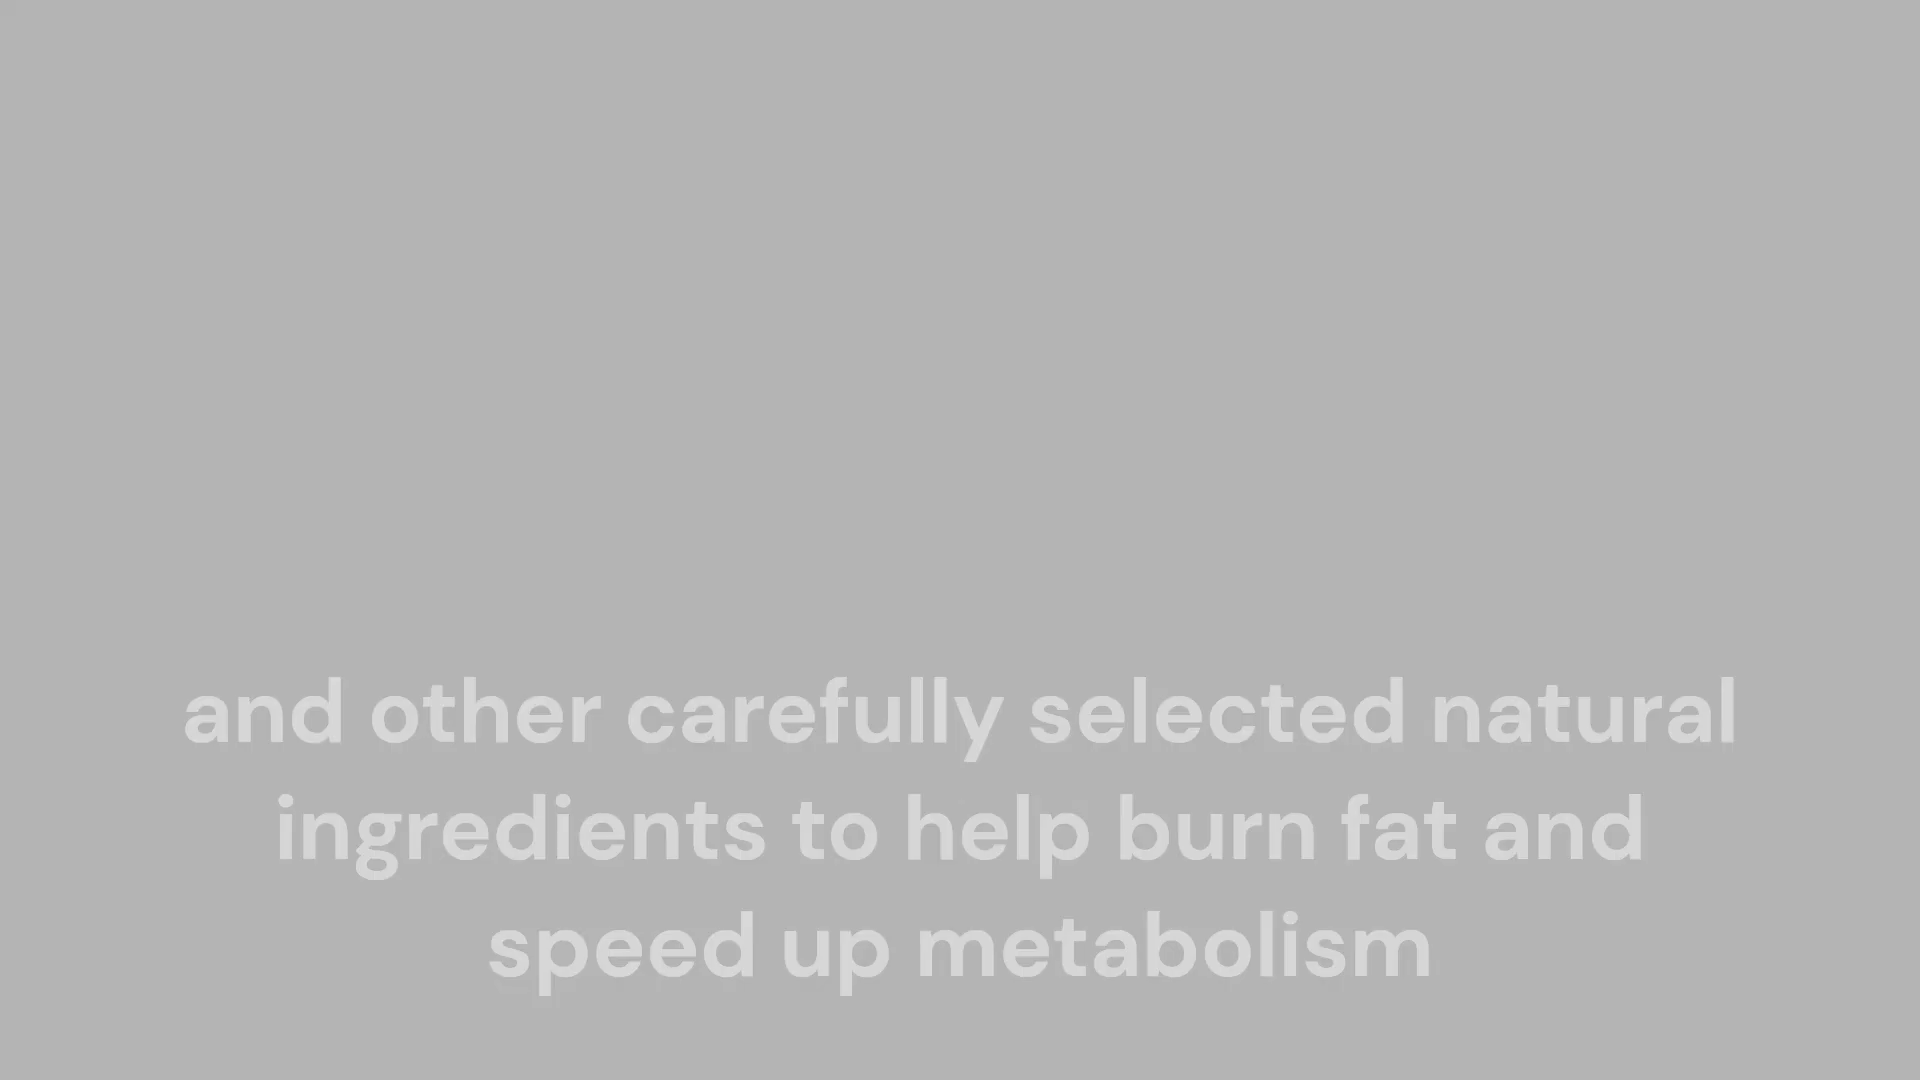 and other carefully selected natural
ingredients to help burn fat and
speed up metabolism